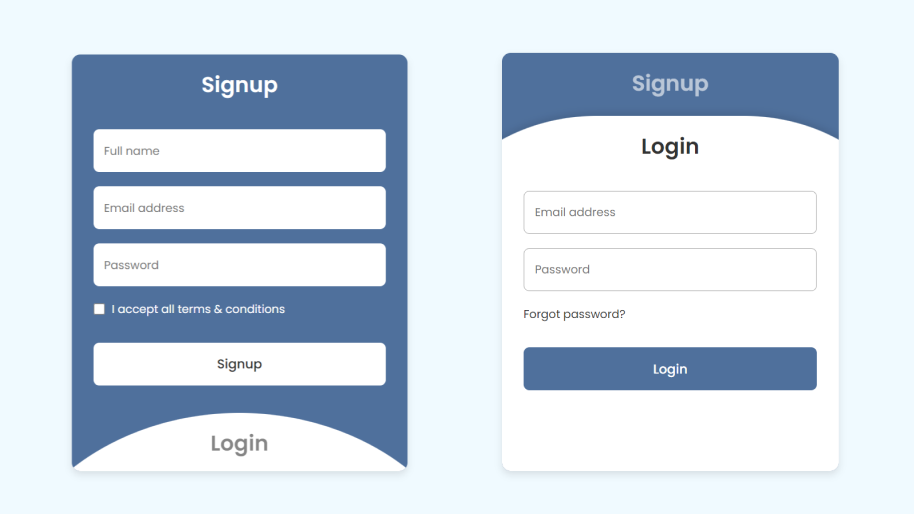 Signup
Full name
Email address
Password
I accept all terms & conditions
Signup
Login
Signup
Login
Email address
Password
Forgot password?
Login